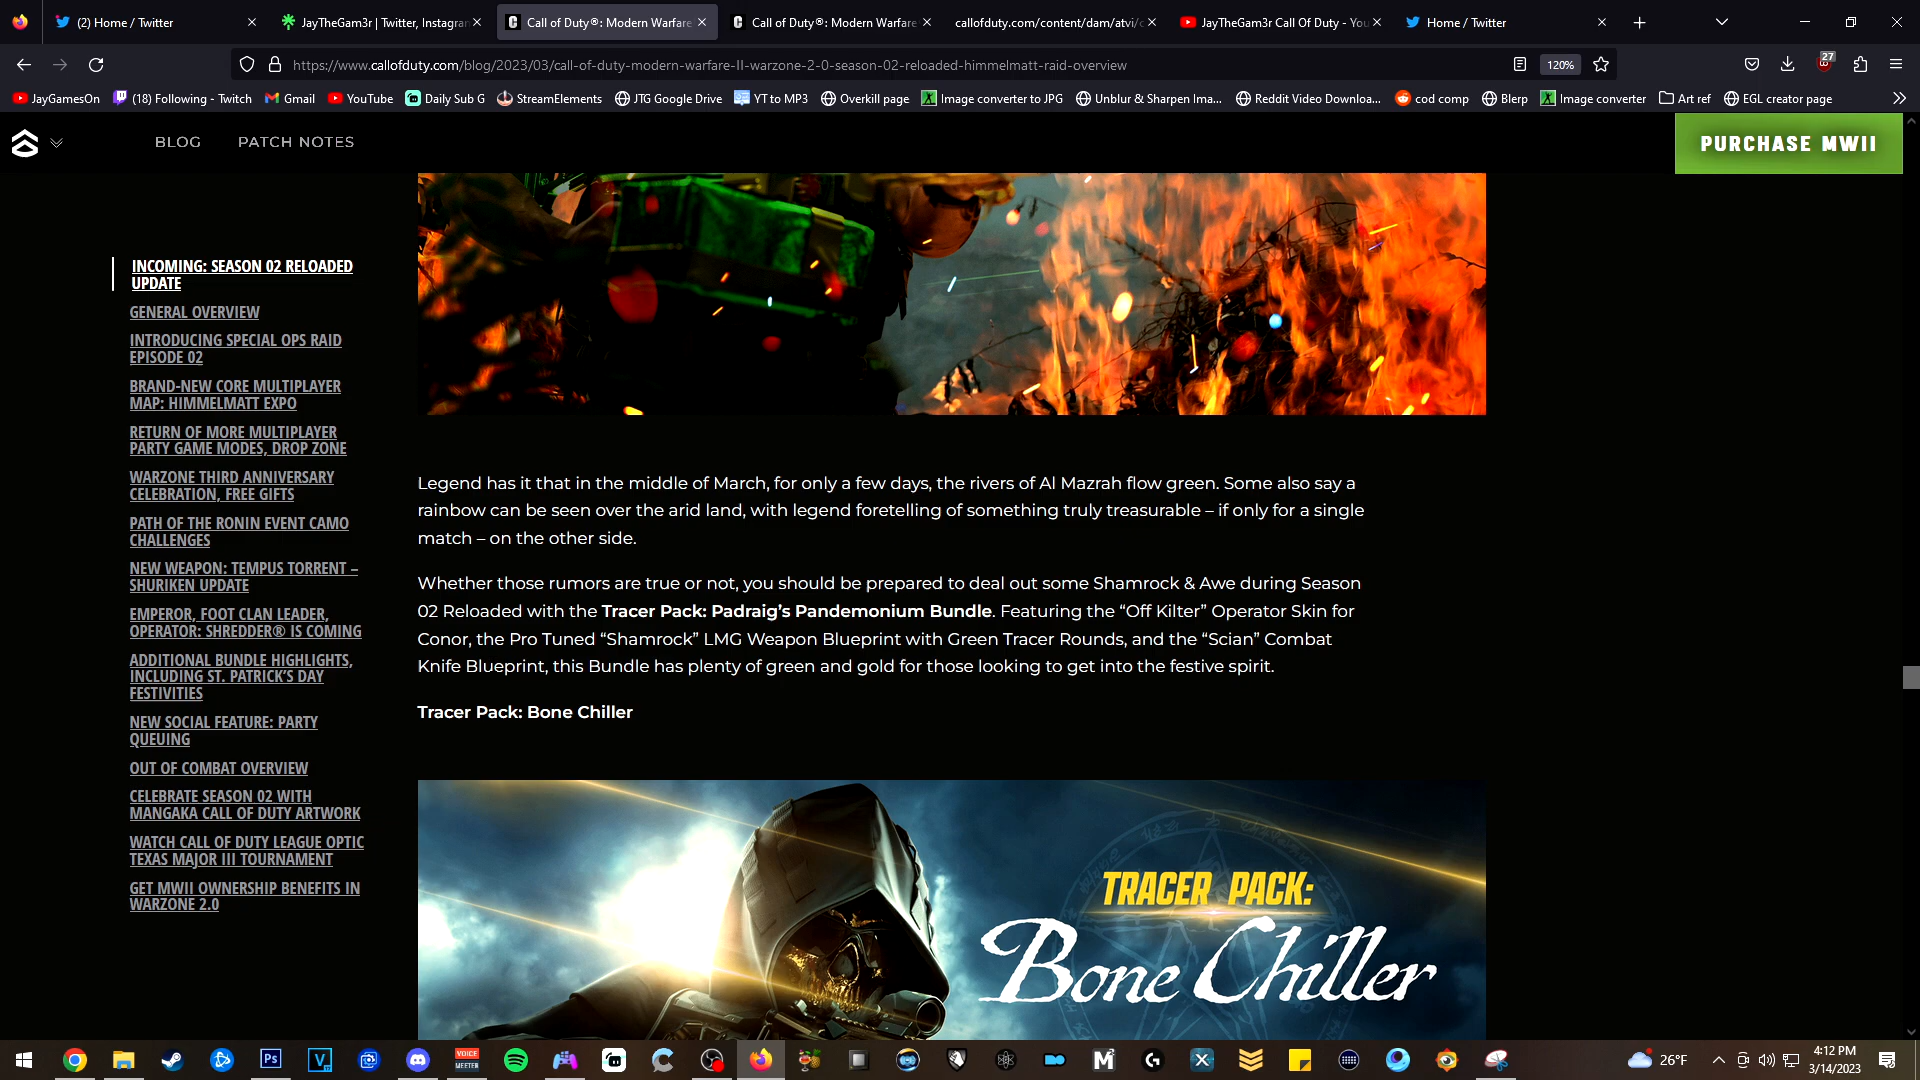 (2) Home / Twitter
JayTheGam3r | Twitter, Instagran
Call of Duty®: Modern Warfare
Call of Duty®: Modern Warfare
callofduty.com/content/dam/atvi/c
JayTheGam3r Call Of Duty - You
Home / Twitter
https://www.callofduty.com/blog/2023/03/call-of-duty-modern-warfare-II-warzone-2-0-season-02-reloaded-himmelmatt-raid-overview
120%
27
JayGamesOn
(18) Following - Twitch
Gmail
YouTube
Daily Sub G
StreamElements
JTG Google Drive
YT to MP3
Overkill page
Image converter to JPG
Unblur & Sharpen Ima...
Reddit Video Downloa...
cod comp
Blerp
Image converter
Art ref
EGL creator page
BLOG
PATCH NOTES
PURCHASE MWII
INCOMING: SEASON 02 RELOADED
UPDATE
GENERAL OVERVIEW
INTRODUCING SPECIAL OPS RAID
EPISODE 02
BRAND-NEW CORE MULTIPLAYER
MAP: HIMMELMATT EXPO
RETURN OF MORE MULTIPLAYER
PARTY GAME MODES, DROP ZONE
WARZONE THIRD ANNIVERSARY
CELEBRATION, FREE GIFTS
PATH OF THE RONIN EVENT CAMO
CHALLENGES
NEW WEAPON: TEMPUS TORRENT –
SHURIKEN UPDATE
EMPEROR, FOOT CLAN LEADER,
OPERATOR: SHREDDER® IS COMING
ADDITIONAL BUNDLE HIGHLIGHTS,
INCLUDING ST. PATRICK'S DAY
FESTIVITIES
NEW SOCIAL FEATURE: PARTY
QUEUING
OUT OF COMBAT OVERVIEW
CELEBRATE SEASON 02 WITH
MANGAKA CALL OF DUTY ARTWORK
WATCH CALL OF DUTY LEAGUE OPTIC
TEXAS MAJOR III TOURNAMENT
GET MWII OWNERSHIP BENEFITS IN
WARZONE 2.0
Legend has it that in the middle of March, for only a few days, the rivers of Al Mazrah flow green. Some also say a
rainbow can be seen over the arid land, with legend foretelling of something truly treasurable – if only for a single
match – on the other side.
Whether those rumors are true or not, you should be prepared to deal out some Shamrock & Awe during Season
02 Reloaded with the Tracer Pack: Padraig's Pandemonium Bundle. Featuring the “Off Kilter” Operator Skin for
Conor, the Pro Tuned “Shamrock” LMG Weapon Blueprint with Green Tracer Rounds, and the “Scian” Combat
Knife Blueprint, this Bundle has plenty of green and gold for those looking to get into the festive spirit.
Tracer Pack: Bone Chiller
TRACER PACK:
Bone Chiller
Ps
V
VOICE
MEETER
26°F
4:12 PM
3/14/2023